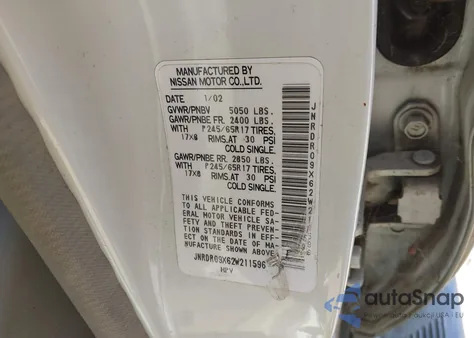 MANUFACTURED BY
NISSAN MOTOR CO.,LTD.
DATE 1/02
GVWR/PNBV 5050 LBS.
GAWR/PNBE FR. 2400 LBS.
WITH P245/65R17 TIRES,
17X8 RIMS, AT 30 PSI
COLD SINGLE,
GAWR/PNBE RR. 2850 LBS.
WITH P245/65R17 TIRES,
17X8 RIMS, AT 30 PSI
COLD SINGLE,
THIS VEHICLE CONFORMS
TO ALL APPLICABLE FED-
ERAL MOTOR VEHICLE SA-
FETY AND THEFT PREVEN-
TION STANDARDS IN EFF-
ECT ON THE DATE OF MA-
NUFACTURE SHOWN ABOVE.
JNRDR09X62W211596
MPV
autoSnap